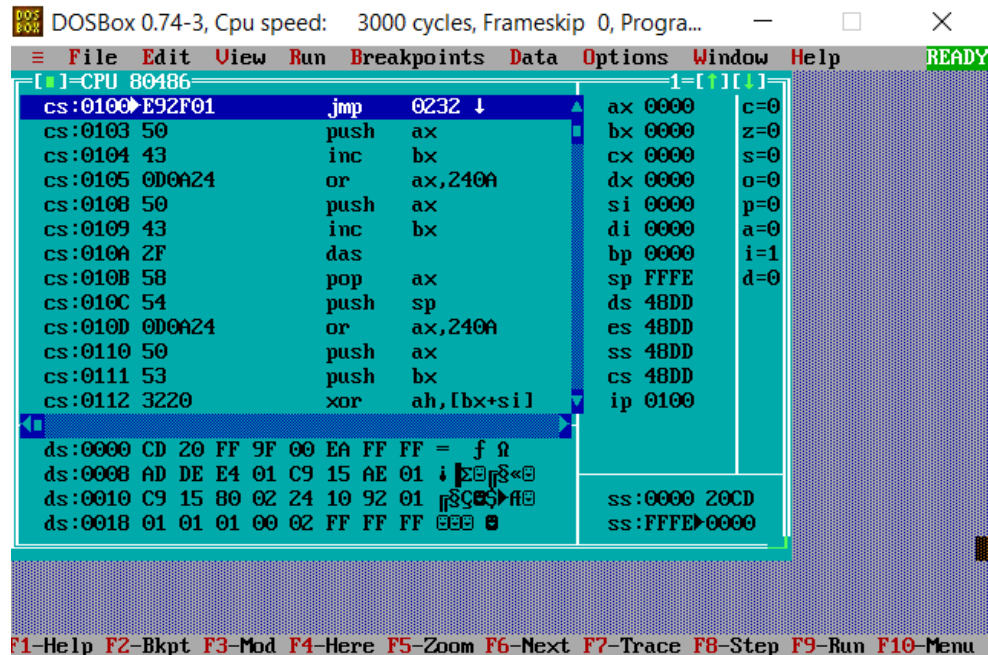 DOSBox 0.74-3, Cpu speed: 3000 cycles, Frameskip 0, Progra...
≡ File Edit View Run Breakpoints Data Options Window Help READY
[■]=CPU 80486 1=[↑][↓]
cs:0100►E92F01 jmp 0232 ↓ ax 0000 c=0
cs:0103 50 push ax bx 0000 z=0
cs:0104 43 inc bx cx 0000 s=0
cs:0105 0D0A24 or ax,240A dx 0000 o=0
cs:0108 50 push ax si 0000 p=0
cs:0109 43 inc bx di 0000 a=0
cs:010A 2F das bp 0000 i=1
cs:010B 58 pop ax sp FFFE d=0
cs:010C 54 push sp ds 48DD
cs:010D 0D0A24 or ax,240A es 48DD
cs:0110 50 push ax ss 48DD
cs:0111 53 push bx cs 48DD
cs:0112 3220 xor ah,[bx+si] ip 0100
ds:0000 CD 20 FF 9F 00 EA FF FF = ƒ Ω
ds:0008 AD DE E4 01 C9 15 AE 01 ¡▐Σ☺╔§«☺
ds:0010 C9 15 80 02 24 10 92 01 ╔§Ç☻$►Æ☺ ss:0000 20CD
ds:0018 01 01 01 00 02 FF FF FF ☺☺☺ ☻ ss:FFFE►0000
F1-Help F2-Bkpt F3-Mod F4-Here F5-Zoom F6-Next F7-Trace F8-Step F9-Run F10-Menu